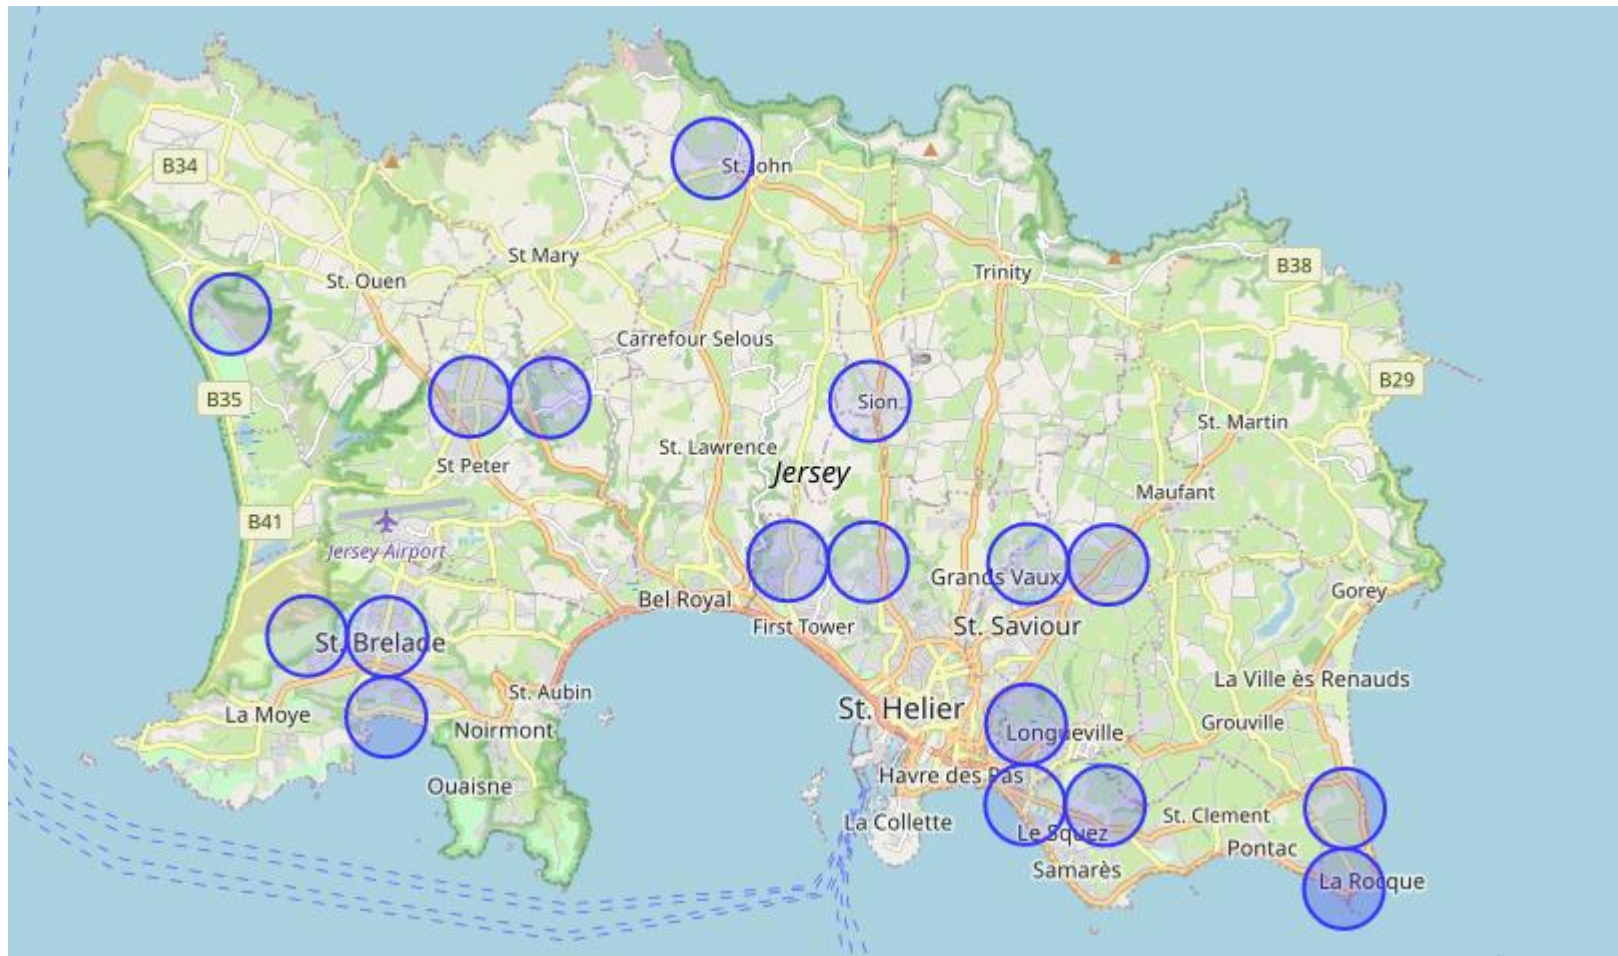 B34
St. John
St Mary
B38
St. Ouen
Trinity
Carrefour Selous
B29
B35
Sion
St. Martin
St. Lawrence
St Peter
Jersey
Maufant
B41
Jersey Airport
Grands Vaux
Gorey
Bel Royal
First Tower
St. Saviour
St. Brelade
La Ville ès Renauds
St. Aubin
La Moye
St. Helier
Grouville
Noirmont
Longueville
Havre des Pas
Ouaisne
La Collette
Le Squez
St. Clement
Pontac
Samarès
La Rocque